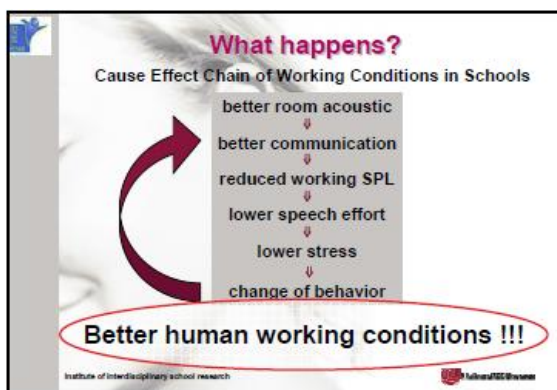 What happens?
Cause Effect Chain of Working Conditions in Schools
better room acoustic
⇓
better communication
⇓
reduced working SPL
⇓
lower speech effort
⇓
lower stress
⇓
change of behavior
Better human working conditions !!!
Institute of interdisciplinary school research